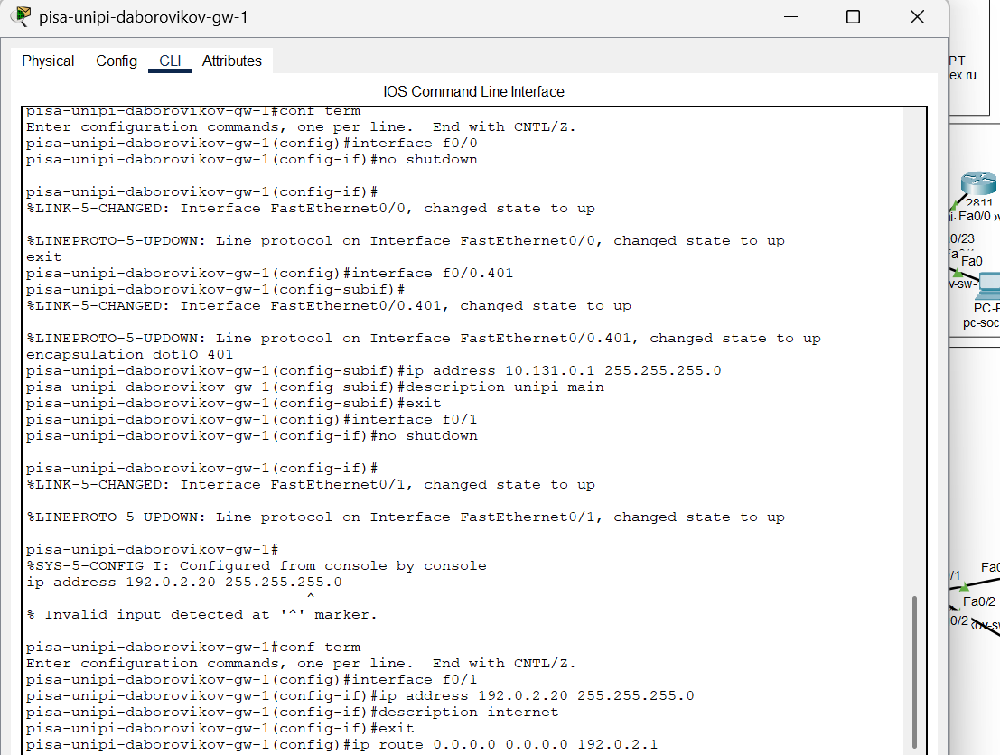 pisa-unipi-daborovikov-gw-1
Physical Config CLI Attributes
IOS Command Line Interface
pisa-unipi-daborovikov-gw-1#conf term
Enter configuration commands, one per line.  End with CNTL/Z.
pisa-unipi-daborovikov-gw-1(config)#interface f0/0
pisa-unipi-daborovikov-gw-1(config-if)#no shutdown
pisa-unipi-daborovikov-gw-1(config-if)#
%LINK-5-CHANGED: Interface FastEthernet0/0, changed state to up
%LINEPROTO-5-UPDOWN: Line protocol on Interface FastEthernet0/0, changed state to up
exit
pisa-unipi-daborovikov-gw-1(config)#interface f0/0.401
pisa-unipi-daborovikov-gw-1(config-subif)#
%LINK-5-CHANGED: Interface FastEthernet0/0.401, changed state to up
%LINEPROTO-5-UPDOWN: Line protocol on Interface FastEthernet0/0.401, changed state to up
encapsulation dot1Q 401
pisa-unipi-daborovikov-gw-1(config-subif)#ip address 10.131.0.1 255.255.255.0
pisa-unipi-daborovikov-gw-1(config-subif)#description unipi-main
pisa-unipi-daborovikov-gw-1(config-subif)#exit
pisa-unipi-daborovikov-gw-1(config)#interface f0/1
pisa-unipi-daborovikov-gw-1(config-if)#no shutdown
pisa-unipi-daborovikov-gw-1(config-if)#
%LINK-5-CHANGED: Interface FastEthernet0/1, changed state to up
%LINEPROTO-5-UPDOWN: Line protocol on Interface FastEthernet0/1, changed state to up
pisa-unipi-daborovikov-gw-1#
%SYS-5-CONFIG_I: Configured from console by console
ip address 192.0.2.20 255.255.255.0
^
% Invalid input detected at '^' marker.
pisa-unipi-daborovikov-gw-1#conf term
Enter configuration commands, one per line.  End with CNTL/Z.
pisa-unipi-daborovikov-gw-1(config)#interface f0/1
pisa-unipi-daborovikov-gw-1(config-if)#ip address 192.0.2.20 255.255.255.0
pisa-unipi-daborovikov-gw-1(config-if)#description internet
pisa-unipi-daborovikov-gw-1(config-if)#exit
pisa-unipi-daborovikov-gw-1(config)#ip route 0.0.0.0 0.0.0.0 192.0.2.1
PT
ex.ru
2811
Fa0/0
0/23
Fa0
v-sw-
PC-P
pc-soc
/1
Fa0
Fa0/2
0/2